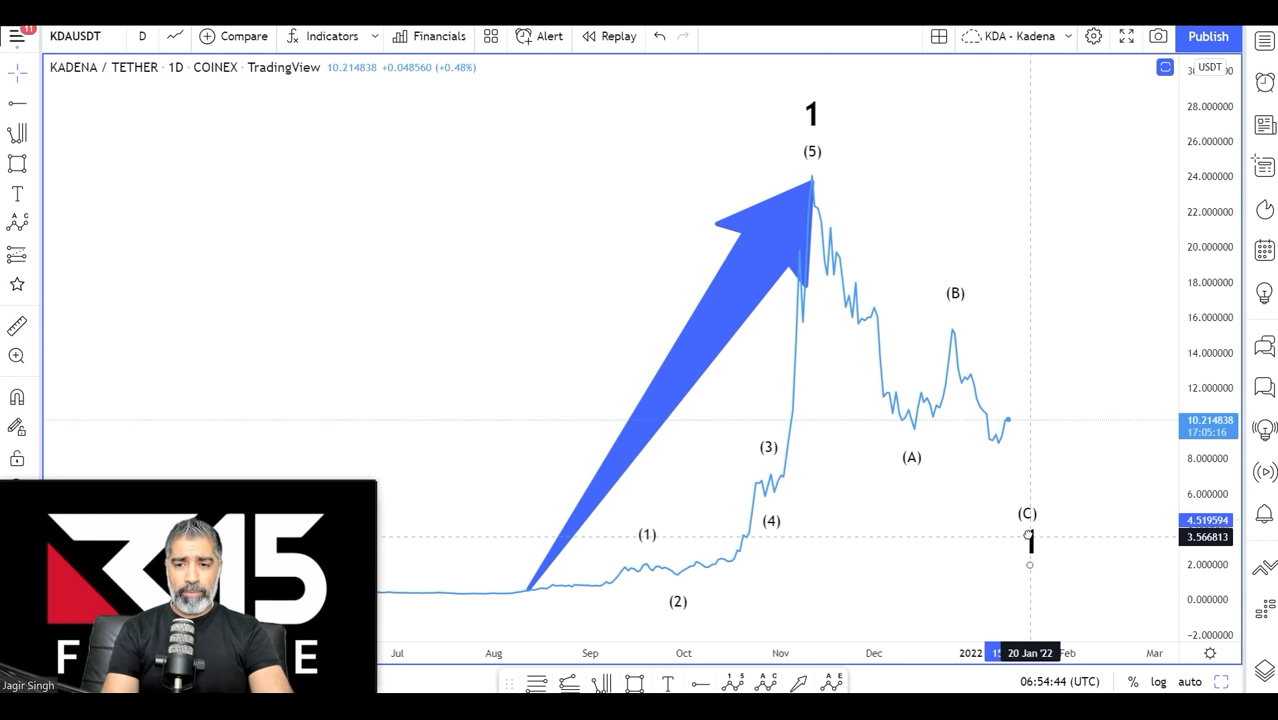 11
KDAUSDT
D
Compare
Indicators
Financials
Alert
Replay
KDA - Kadena
Publish
KADENA / TETHER · 1D · COINEX · TradingView 10.214838 +0.048560 (+0.48%)
USDT
1
(5)
(B)
(3)
(A)
(4)
(C)
(1)
1
(2)
28.000000
26.000000
24.000000
22.000000
20.000000
18.000000
16.000000
14.000000
12.000000
10.214838
17:05:16
8.000000
6.000000
4.519594
3.566813
2.000000
0.000000
−2.000000
R15
Jagir Singh
Jul
Aug
Sep
Oct
Nov
Dec
2022
20 Jan '22
Feb
Mar
06:54:44 (UTC)
%
log
auto